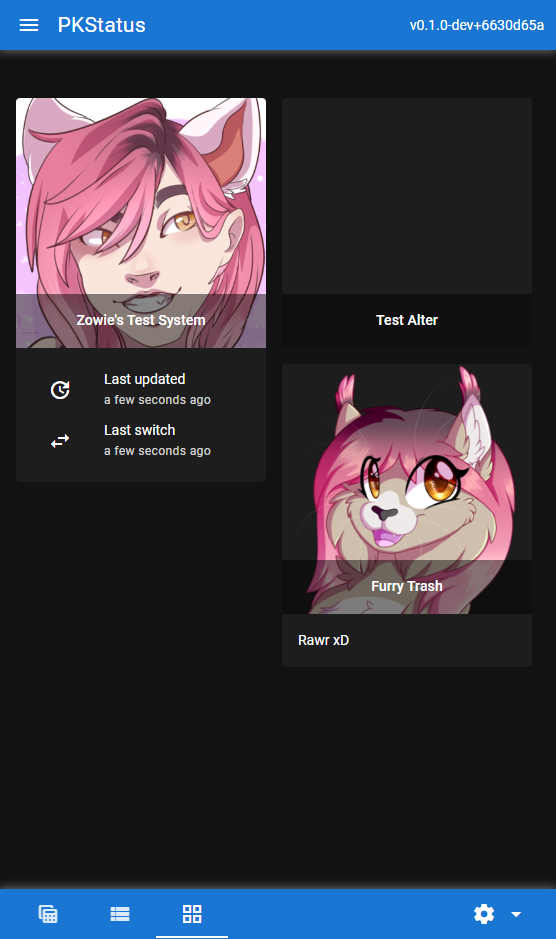 PKStatus
v0.1.0-dev+6630d65a
Zowie's Test System
Last updated
a few seconds ago
Last switch
a few seconds ago
Test Alter
Furry Trash
Rawr xD